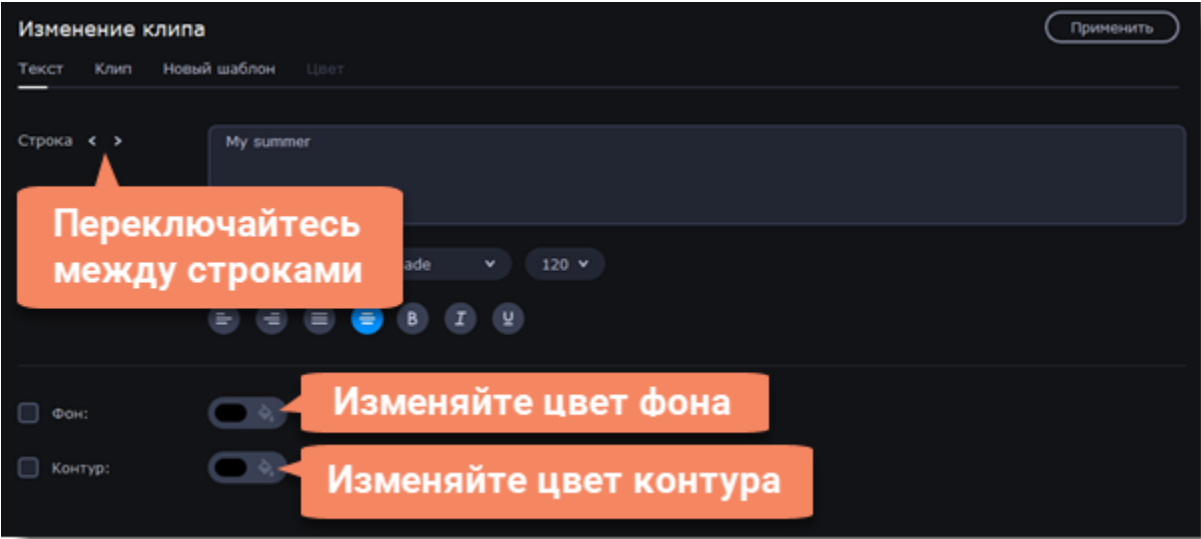 Изменение клипа
Применить
Текст Клип Новый шаблон Цвет
Строка < >
My summer
Переключайтесь
между строками
120
B I U
Фон:
Изменяйте цвет фона
Контур:
Изменяйте цвет контура